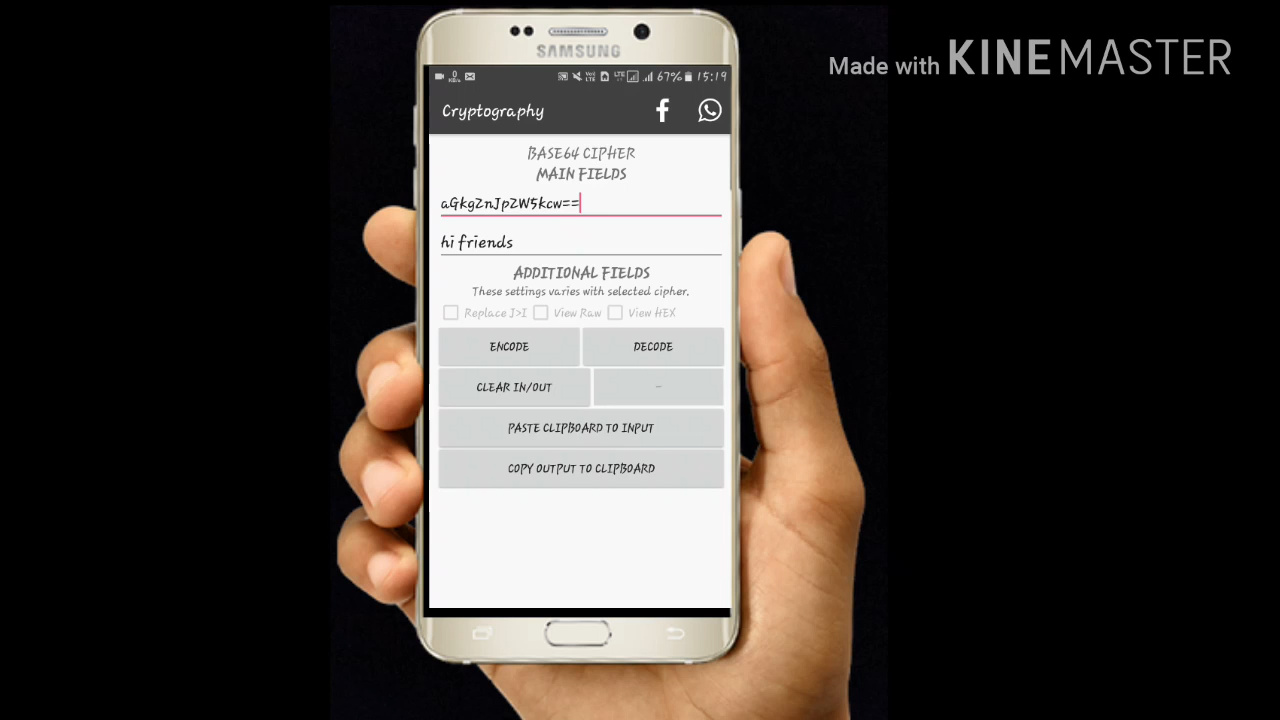 SAMSUNG
Made with KINEMASTER
67% 15:19
Cryptography
BASE64 CIPHER
MAIN FIELDS
aGkgZnJpZW5kcw==
hi friends
ADDITIONAL FIELDS
These settings varies with selected cipher.
Replace J>I View Raw View HEX
ENCODE DECODE
CLEAR IN/OUT -
PASTE CLIPBOARD TO INPUT
COPY OUTPUT TO CLIPBOARD